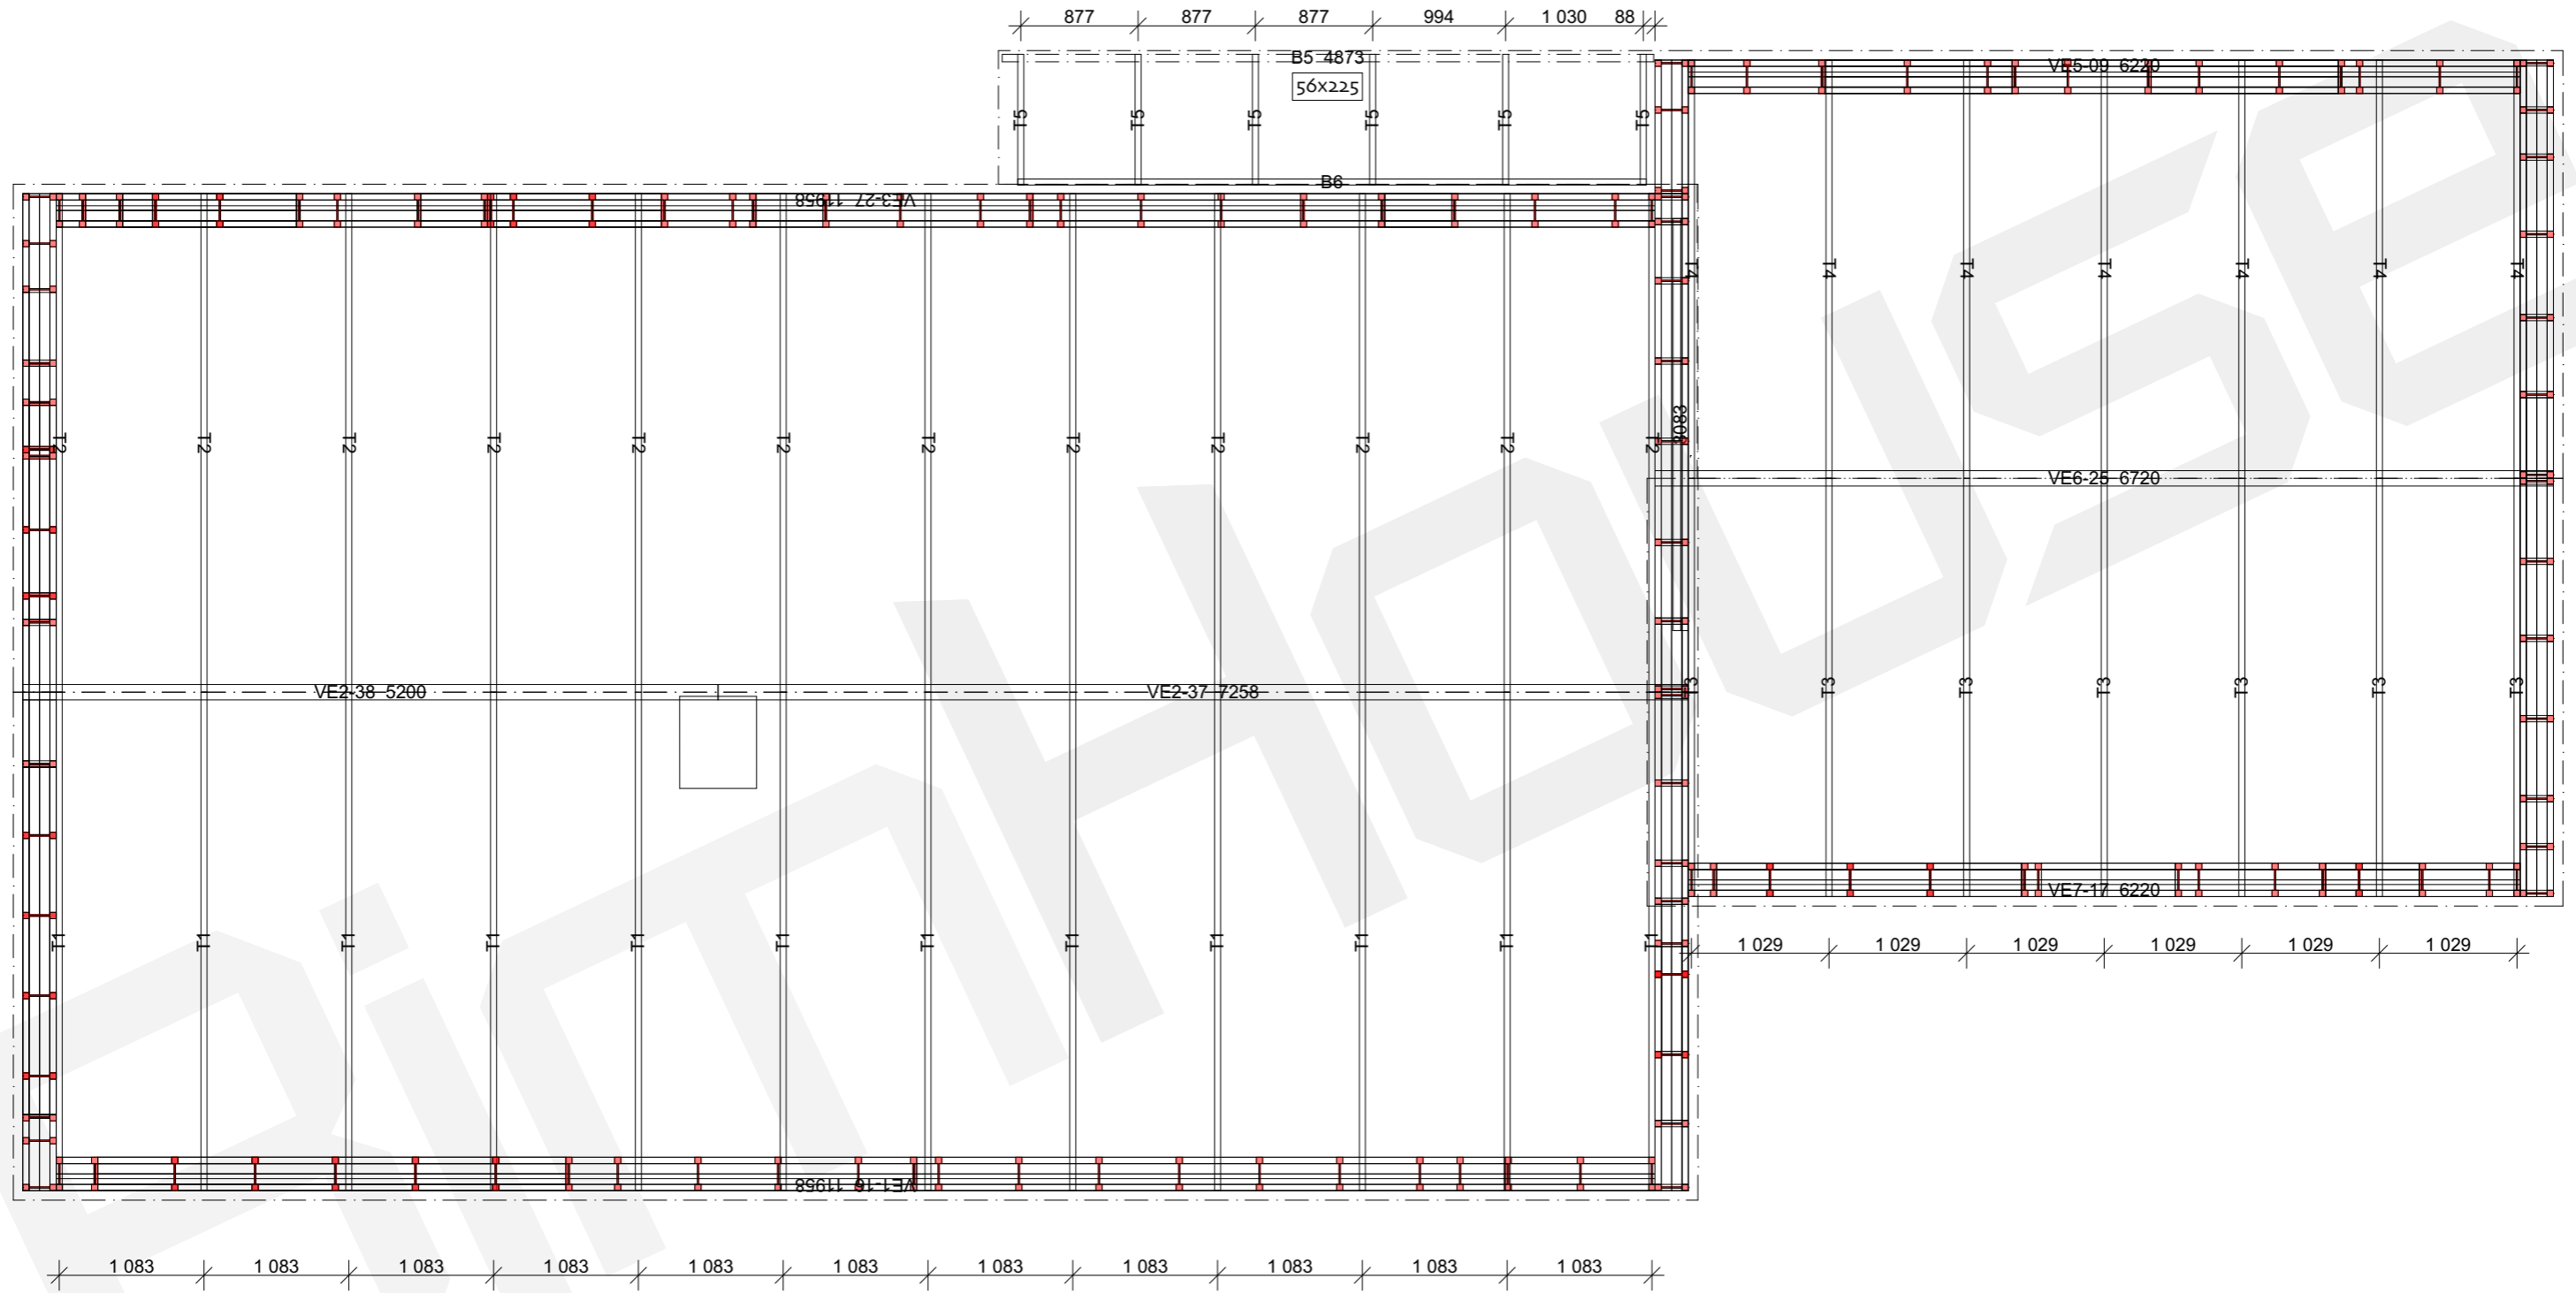 877 877 877 994 1 030 88
B5 4873
56x225
VE5-09 6220
T5 T5 T5 T5 T5 T5
B6
VE3-27 11958
T4 T4 T4 T4 T4 T4 T4
8083
T2 T2 T2 T2 T2 T2 T2 T2 T2 T2 T2 T2
VE6-25 6720
VE2-38 5200
VE2-37 7258
T3 T3 T3 T3 T3 T3 T3
VE7-17 6220
T1 T1 T1 T1 T1 T1 T1 T1 T1 T1 T1 T1
1 029 1 029 1 029 1 029 1 029 1 029
VE1-16 11958
1 083 1 083 1 083 1 083 1 083 1 083 1 083 1 083 1 083 1 083 1 083
RimHOUSE